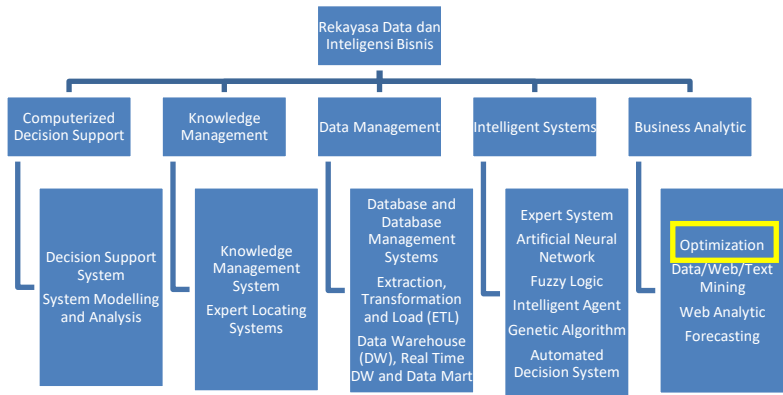 Rekayasa Data dan
Inteligensi Bisnis
Computerized
Decision Support
Knowledge
Management
Data Management
Intelligent Systems
Business Analytic
Decision Support
System
System Modelling
and Analysis
Knowledge
Management
System
Expert Locating
Systems
Database and
Database
Management
Systems
Extraction,
Transformation
and Load (ETL)
Data Warehouse
(DW), Real Time
DW and Data Mart
Expert System
Artificial Neural
Network
Fuzzy Logic
Intelligent Agent
Genetic Algorithm
Automated
Decision System
Optimization
Data/Web/Text
Mining
Web Analytic
Forecasting